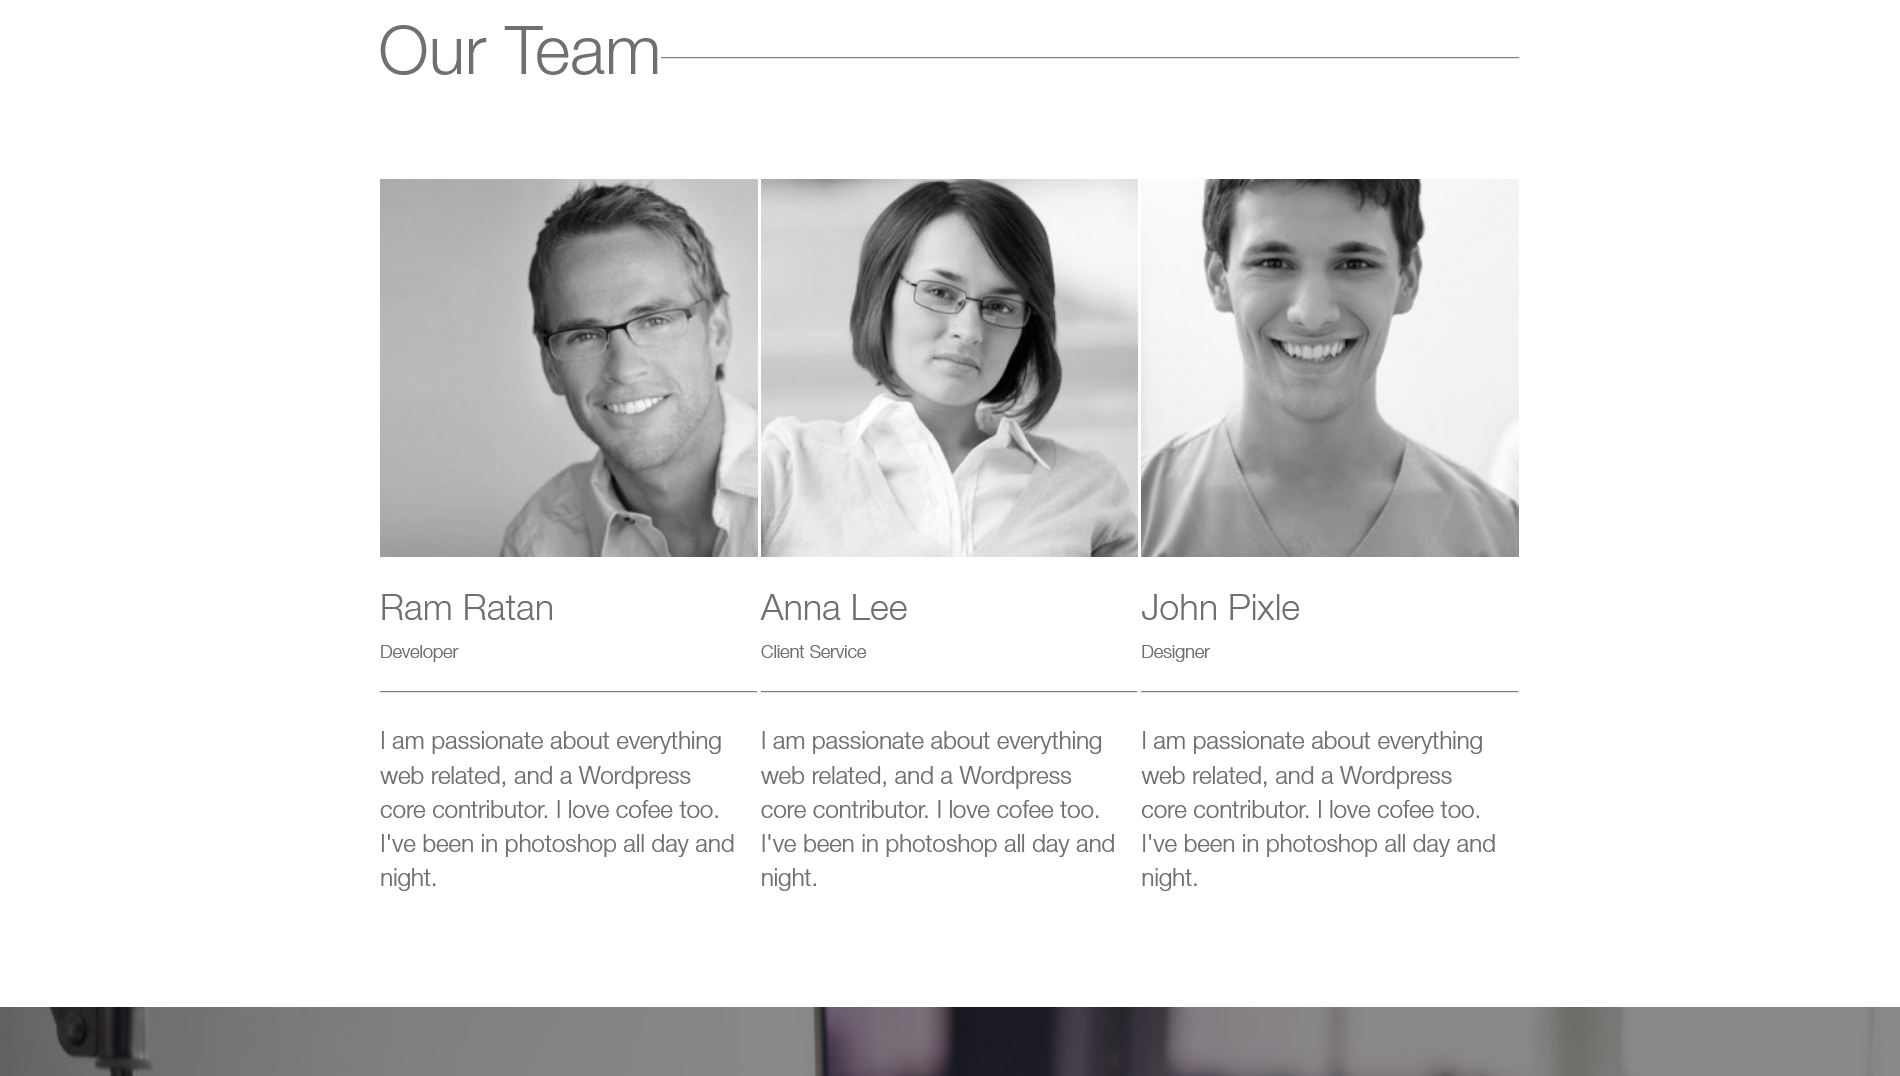 Our Team
Ram Ratan
Developer
I am passionate about everything
web related, and a Wordpress
core contributor. I love cofee too.
I've been in photoshop all day and
night.
Anna Lee
Client Service
I am passionate about everything
web related, and a Wordpress
core contributor. I love cofee too.
I've been in photoshop all day and
night.
John Pixle
Designer
I am passionate about everything
web related, and a Wordpress
core contributor. I love cofee too.
I've been in photoshop all day and
night.